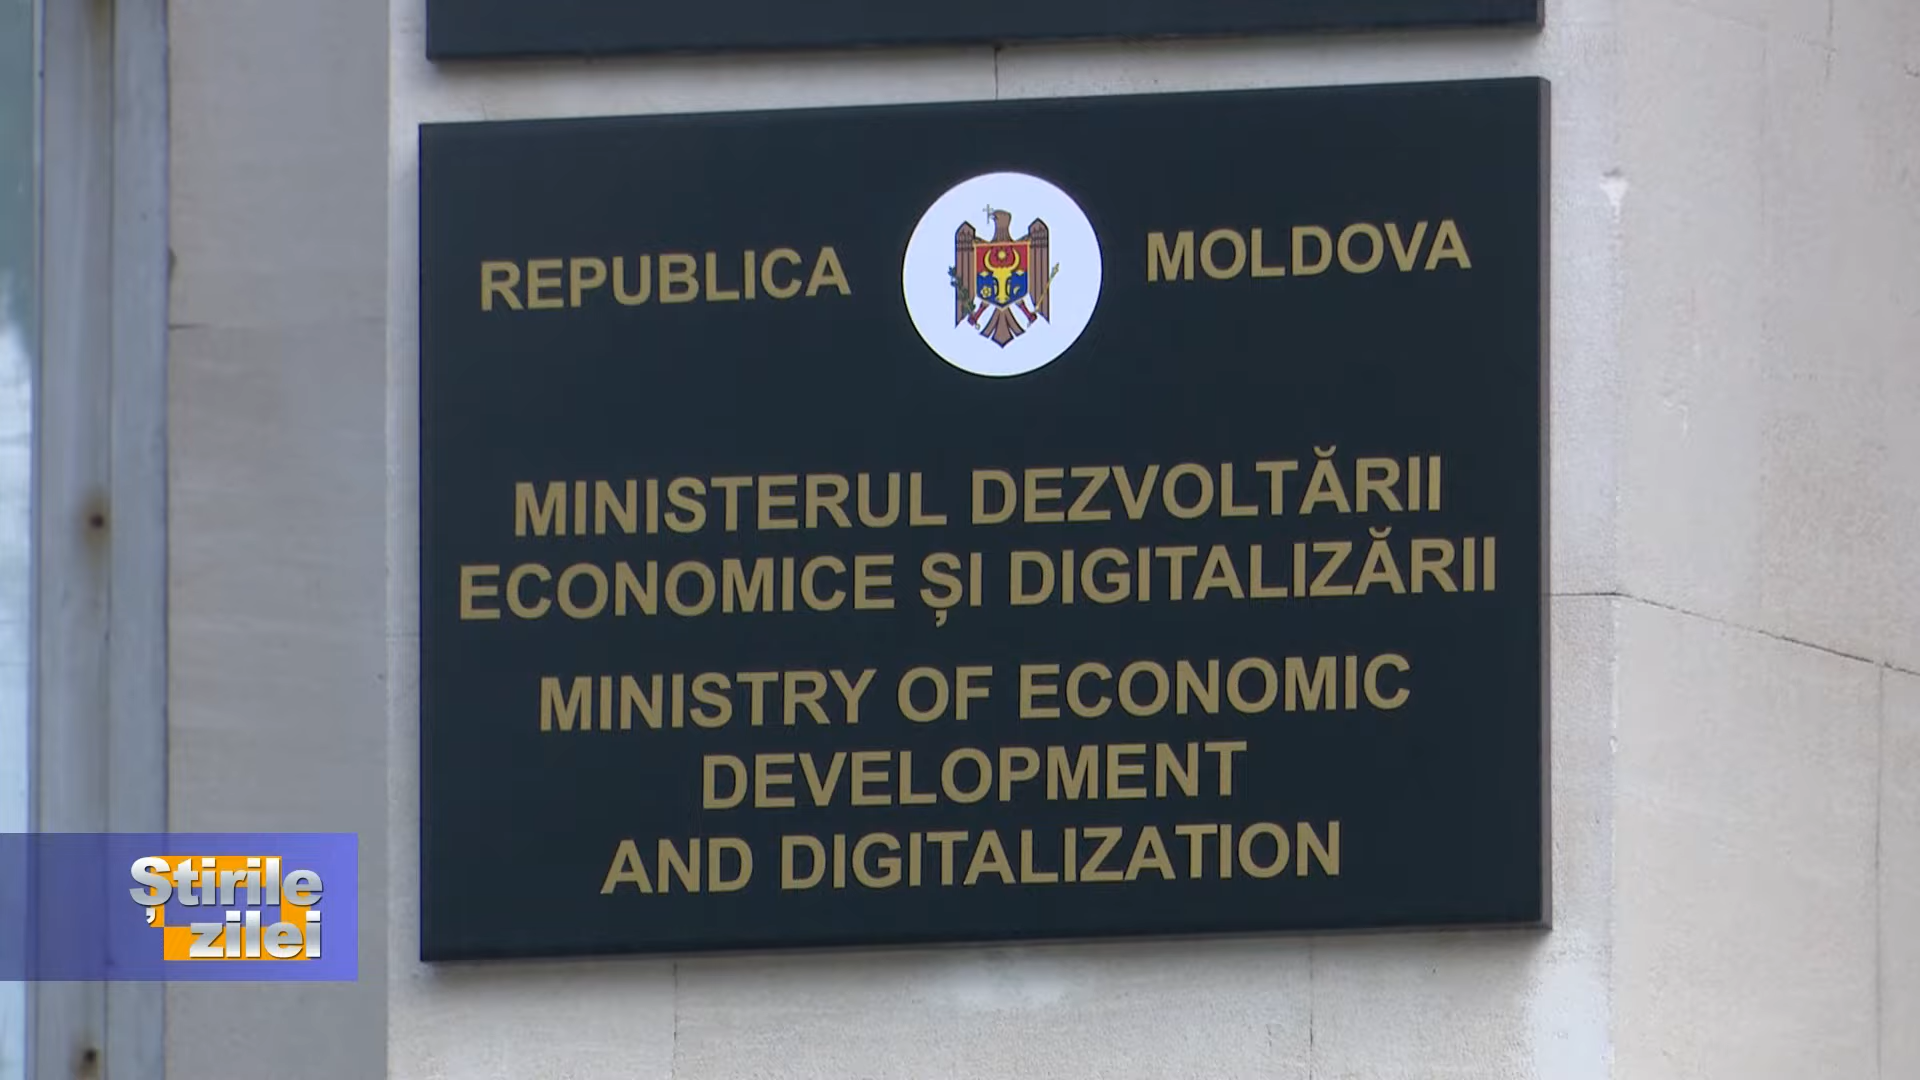 REPUBLICA MOLDOVA
MINISTERUL DEZVOLTĂRII
ECONOMICE ȘI DIGITALIZĂRII
MINISTRY OF ECONOMIC
DEVELOPMENT
AND DIGITALIZATION
Știrile
zilei